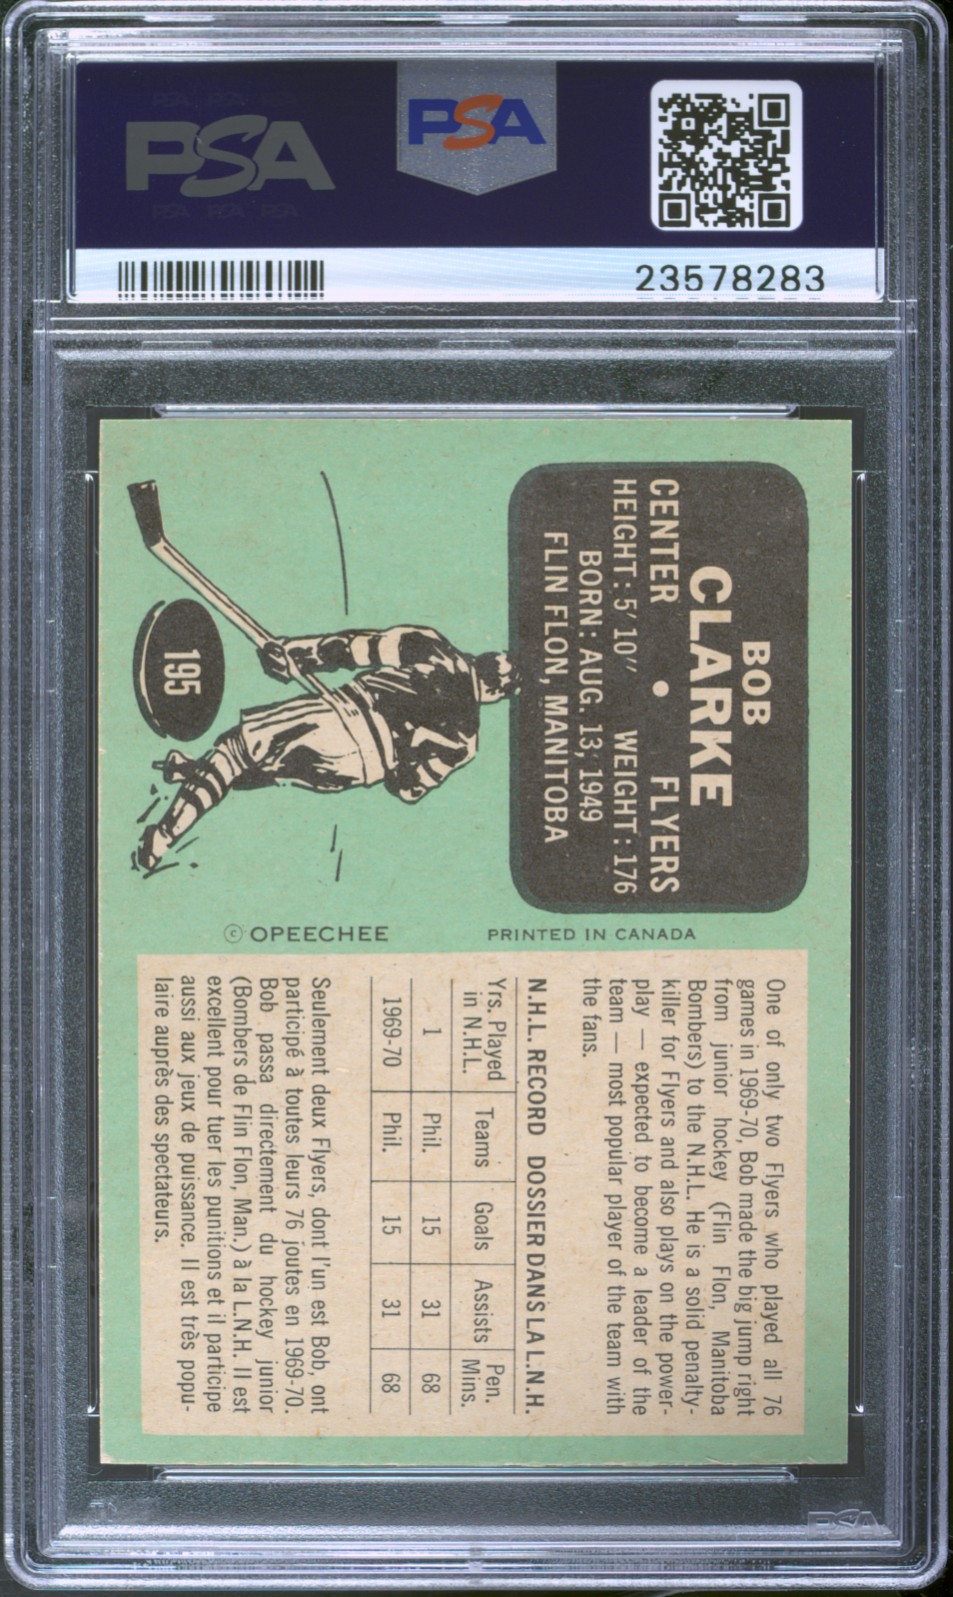 PSA PSA PSA
PSA
PSA PSA PSA
PSA
23578283
BOB
CLARKE
CENTER • FLYERS
HEIGHT: 5'10" WEIGHT: 176
BORN: AUG. 13, 1949
FLIN FLON, MANITOBA
195
© OPEECHEE PRINTED IN CANADA
One of only two Flyers who played all 76
games in 1969-70, Bob made the big jump right
from junior hockey (Flin Flon, Manitoba
Bombers) to the N.H.L. He is a solid penalty-
killer for Flyers and also plays on the power-
play — expected to become a leader of the
team — most popular player of the team with
the fans.
N.H.L. RECORD DOSSIER DANS LA L.N.H.
Yrs. Played in N.H.L. Teams Goals Assists Pen. Mins.
1 Phil. 15 31 68
1969-70 Phil. 15 31 68
Seulement deux Flyers, dont l'un est Bob, ont
participé à toutes leurs 76 joutes en 1969-70.
Bob passa directement du hockey junior
(Bombers de Flin Flon, Man.) à la L.N.H. Il est
excellent pour tuer les punitions et il participe
aussi aux jeux de puissance. Il est très popu-
laire auprès des spectateurs.
PSA